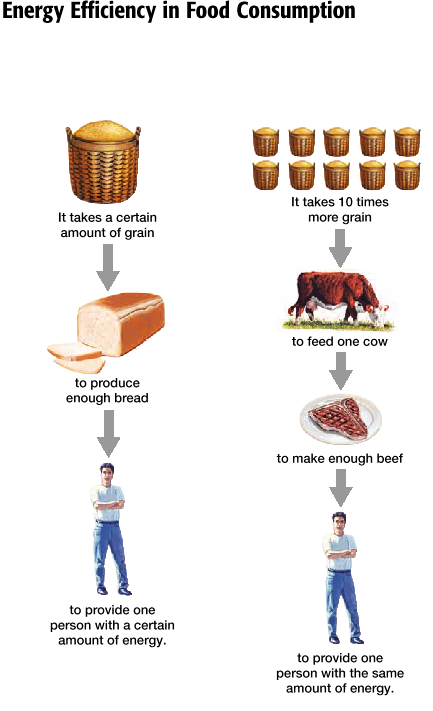 Energy Efficiency in Food Consumption
It takes a certain
amount of grain
to produce
enough bread
to provide one
person with a certain
amount of energy.
It takes 10 times
more grain
to feed one cow
to make enough beef
to provide one
person with the same
amount of energy.